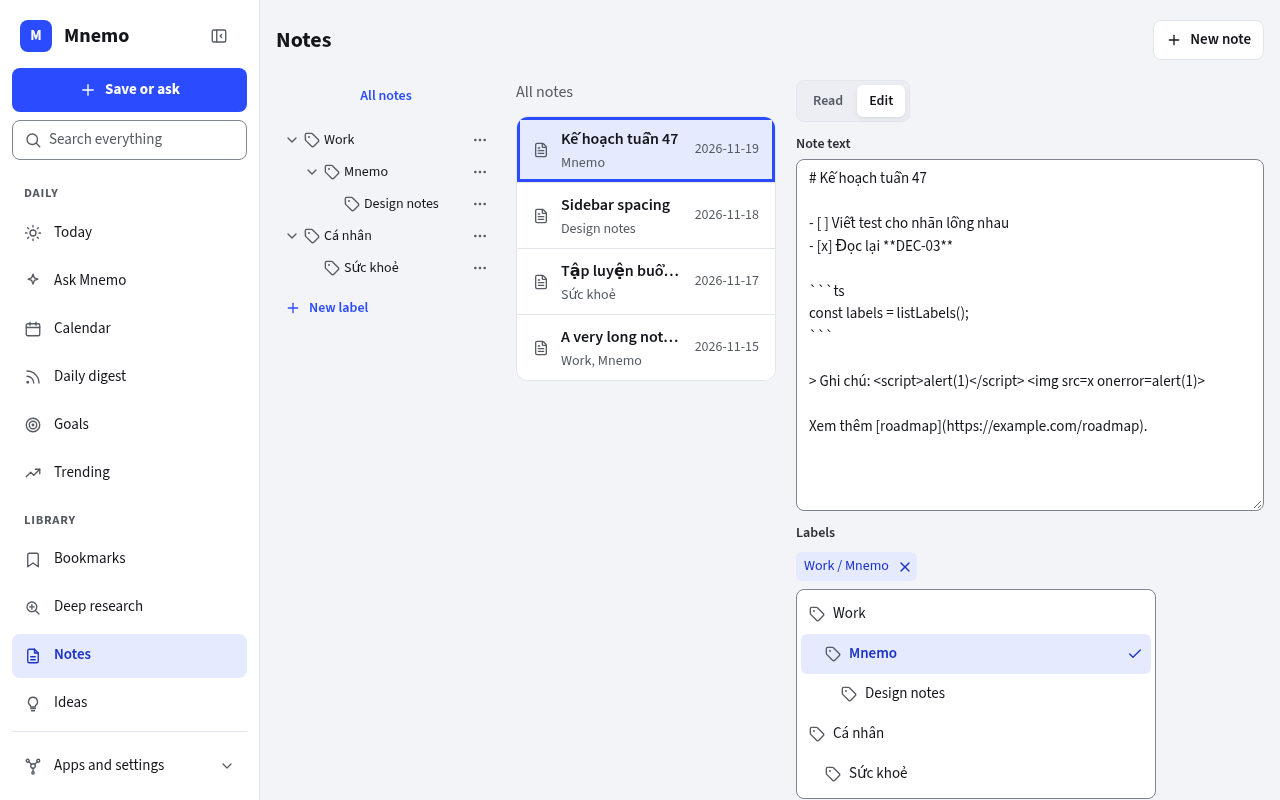 M Mnemo
Save or ask
Search everything
DAILY
Today
Ask Mnemo
Calendar
Daily digest
Goals
Trending
LIBRARY
Bookmarks
Deep research
Notes
Ideas
Apps and settings
Notes
New note
All notes
Work
Mnemo
Design notes
Cá nhân
Sức khoẻ
New label
All notes
Kế hoạch tuần 47
Mnemo
2026-11-19
Sidebar spacing
Design notes
2026-11-18
Tập luyện buổ...
Sức khoẻ
2026-11-17
A very long not...
Work, Mnemo
2026-11-15
Read Edit
Note text
# Kế hoạch tuần 47
- [ ] Viết test cho nhãn lồng nhau
- [x] Đọc lại **DEC-03**
```ts
const labels = listLabels();
```
> Ghi chú: <script>alert(1)</script> <img src=x onerror=alert(1)>
Xem thêm [roadmap](https://example.com/roadmap).
Labels
Work / Mnemo
Work
Mnemo
Design notes
Cá nhân
Sức khoẻ